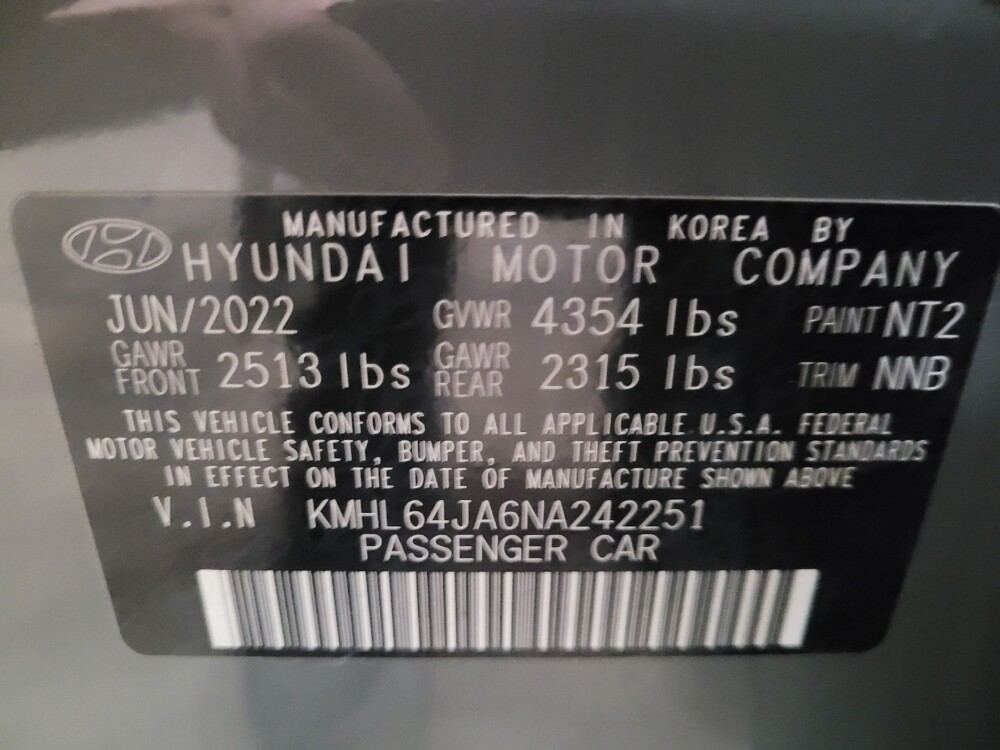 MANUFACTURED IN KOREA BY
HYUNDAI MOTOR COMPANY
JUN/2022 GVWR 4354 lbs PAINT NT2
GAWR FRONT 2513 lbs GAWR REAR 2315 lbs TRIM NNB
THIS VEHICLE CONFORMS TO ALL APPLICABLE U.S.A. FEDERAL
MOTOR VEHICLE SAFETY, BUMPER, AND THEFT PREVENTION STANDARDS
IN EFFECT ON THE DATE OF MANUFACTURE SHOWN ABOVE
V.I.N KMHL64JA6NA242251
PASSENGER CAR